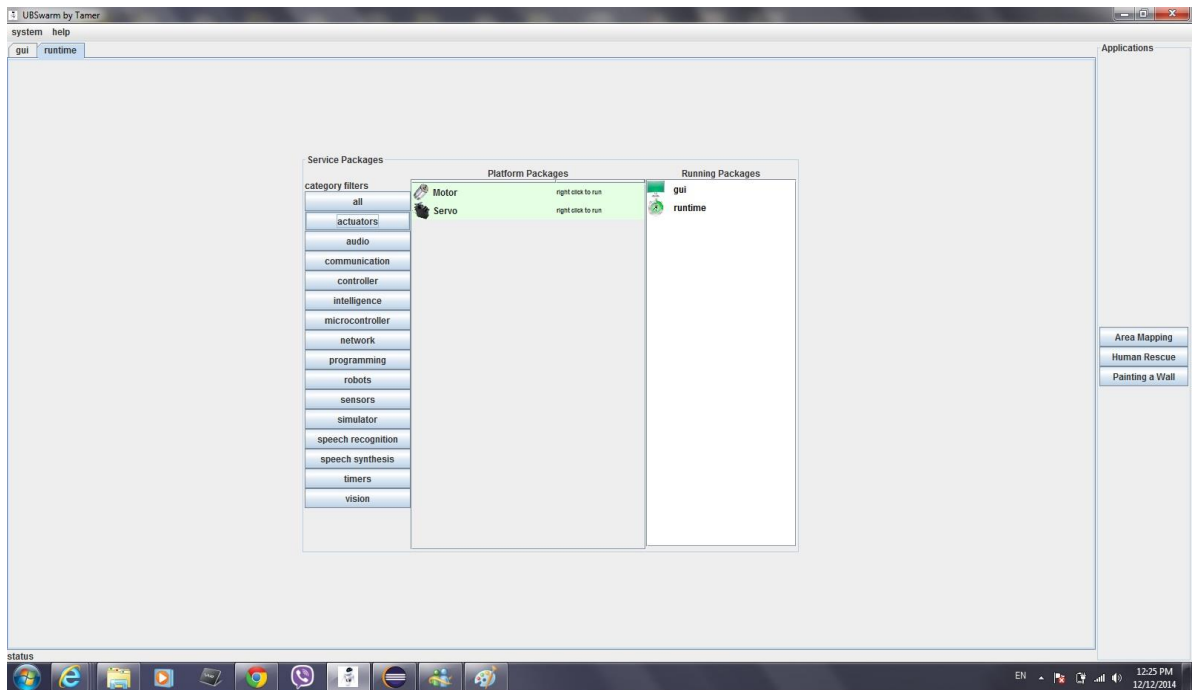 UBSwarm by Tamer
system help
gui runtime
Applications
Service Packages
Platform Packages Running Packages
category filters
all
actuators
audio
communication
controller
intelligence
microcontroller
network
programming
robots
sensors
simulator
speech recognition
speech synthesis
timers
vision
Motor right click to run
Servo right click to run
gui
runtime
Area Mapping
Human Rescue
Painting a Wall
status
EN 12:25 PM
12/12/2014